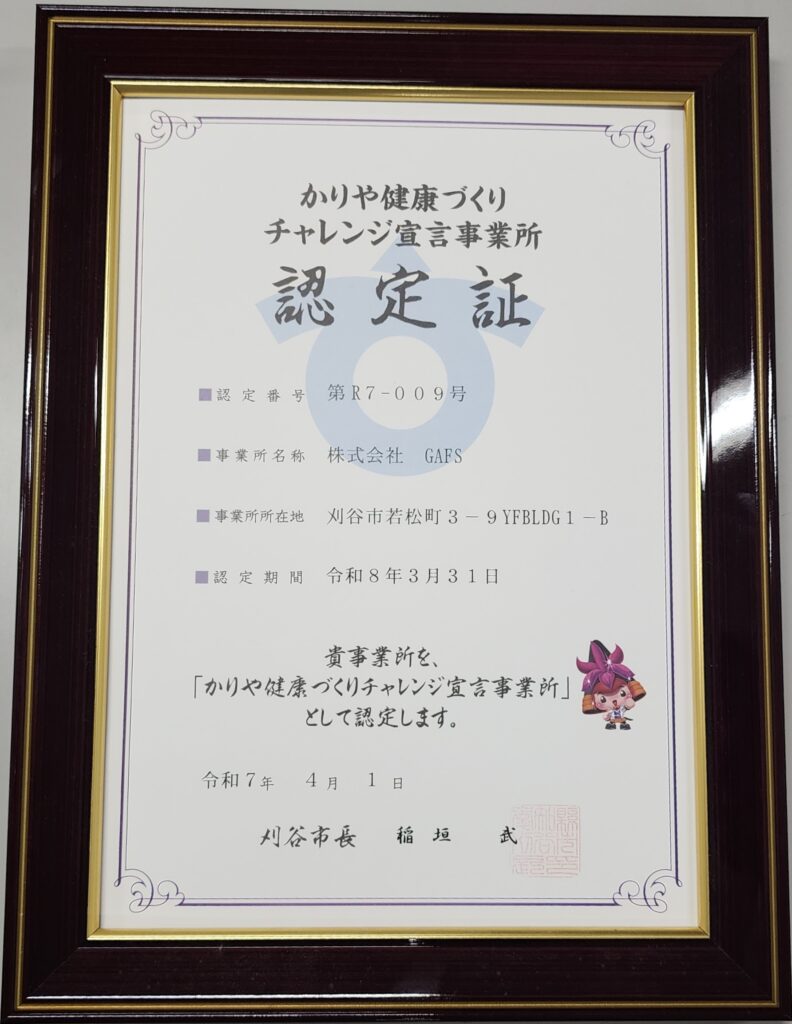 かりや健康づくり
チャレンジ宣言事業所
認定証
■認定番号 第R7-009号
■事業所名称 株式会社 GAFS
■事業所所在地 刈谷市若松町3-9YFBLDG1-B
■認定期間 令和8年3月31日
貴事業所を、
「かりや健康づくりチャレンジ宣言事業所」
として認定します。
令和7年 4月 1日
刈谷市長 稲垣 武